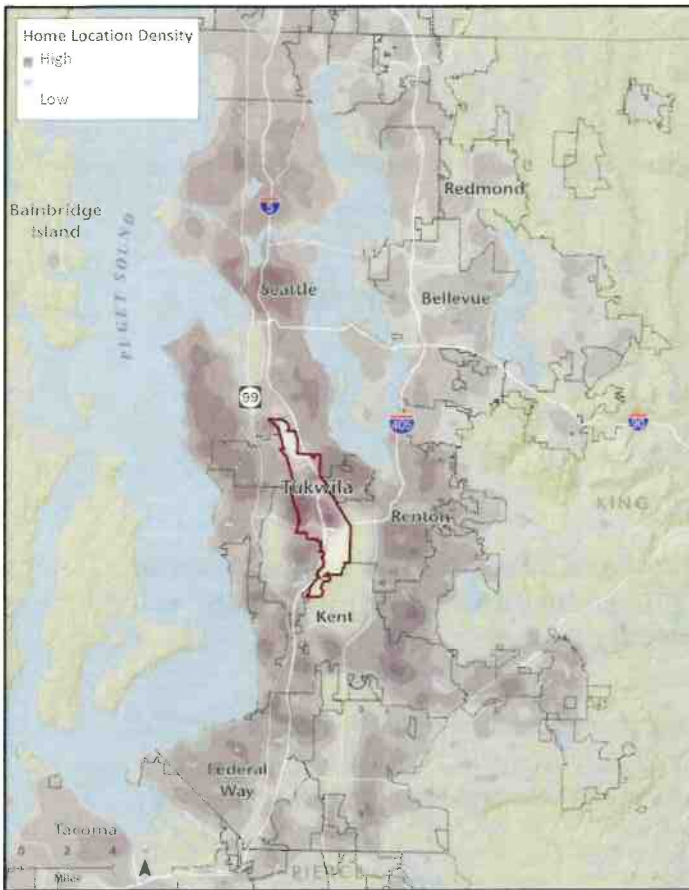 Home Location Density
High
Low
Redmond
Bainbridge
Island
5
PUGET SOUND
Seattle
Bellevue
99
405
90
Tukwila
KING
Renton
Kent
Federal
Way
Tacoma
0 2 4
Miles
PIERCE